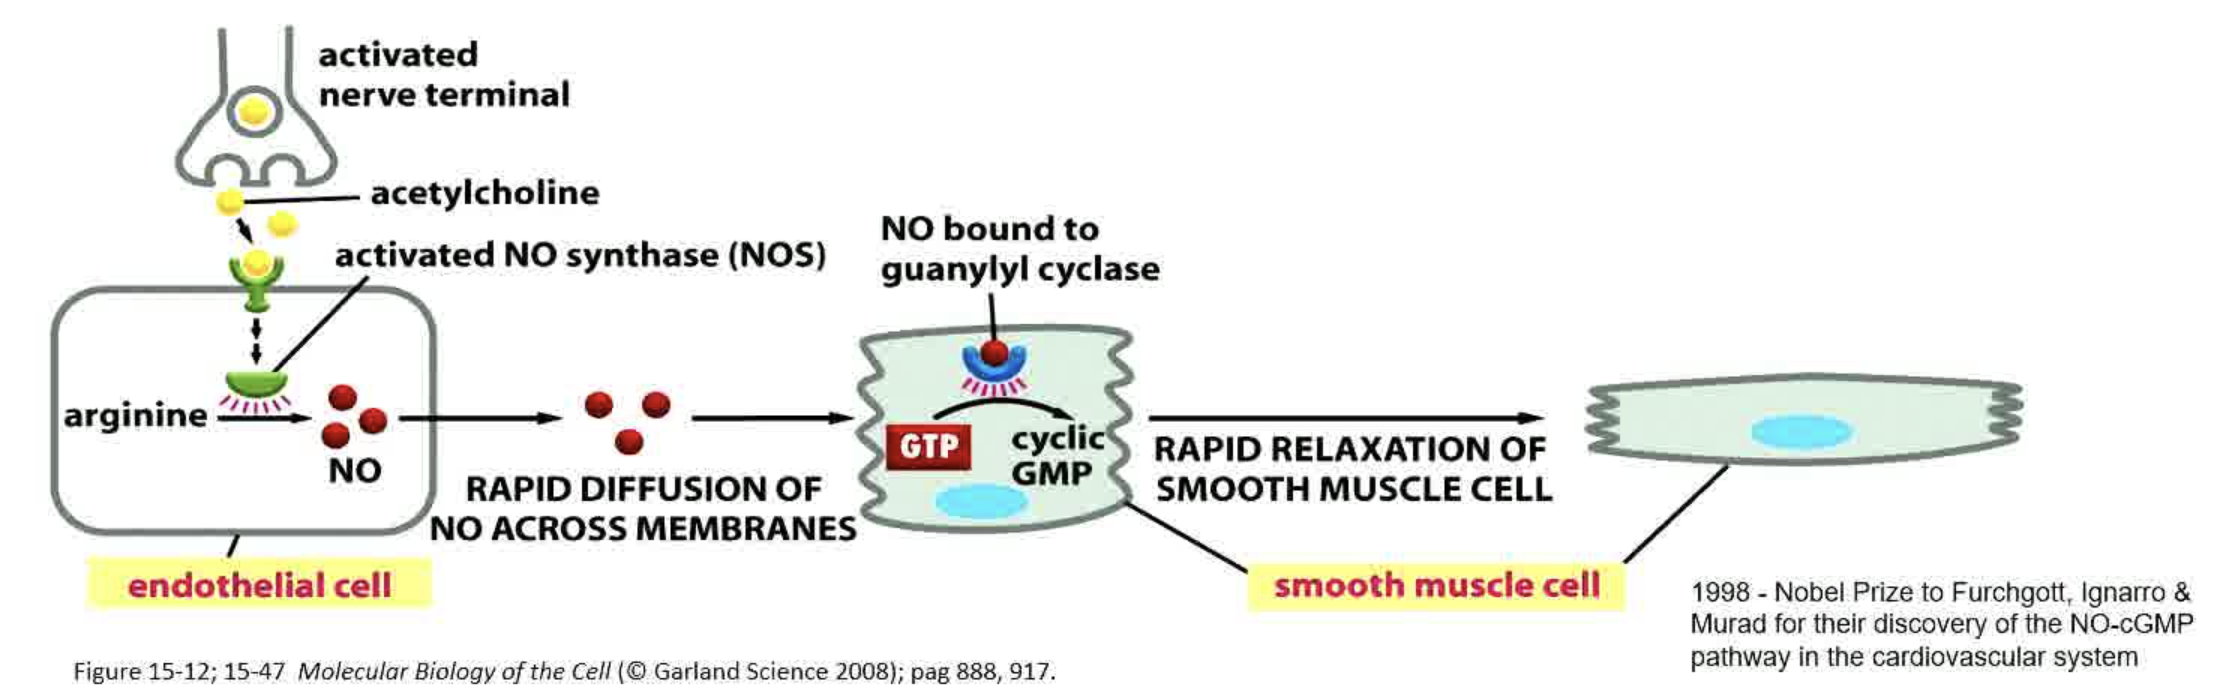 activated
nerve terminal
acetylcholine
activated NO synthase (NOS)
arginine
NO
endothelial cell
RAPID DIFFUSION OF
NO ACROSS MEMBRANES
NO bound to
guanylyl cyclase
GTP
cyclic
GMP
RAPID RELAXATION OF
SMOOTH MUSCLE CELL
smooth muscle cell
1998 - Nobel Prize to Furchgott, Ignarro &
Murad for their discovery of the NO-cGMP
pathway in the cardiovascular system
Figure 15-12; 15-47 Molecular Biology of the Cell (© Garland Science 2008); pag 888, 917.